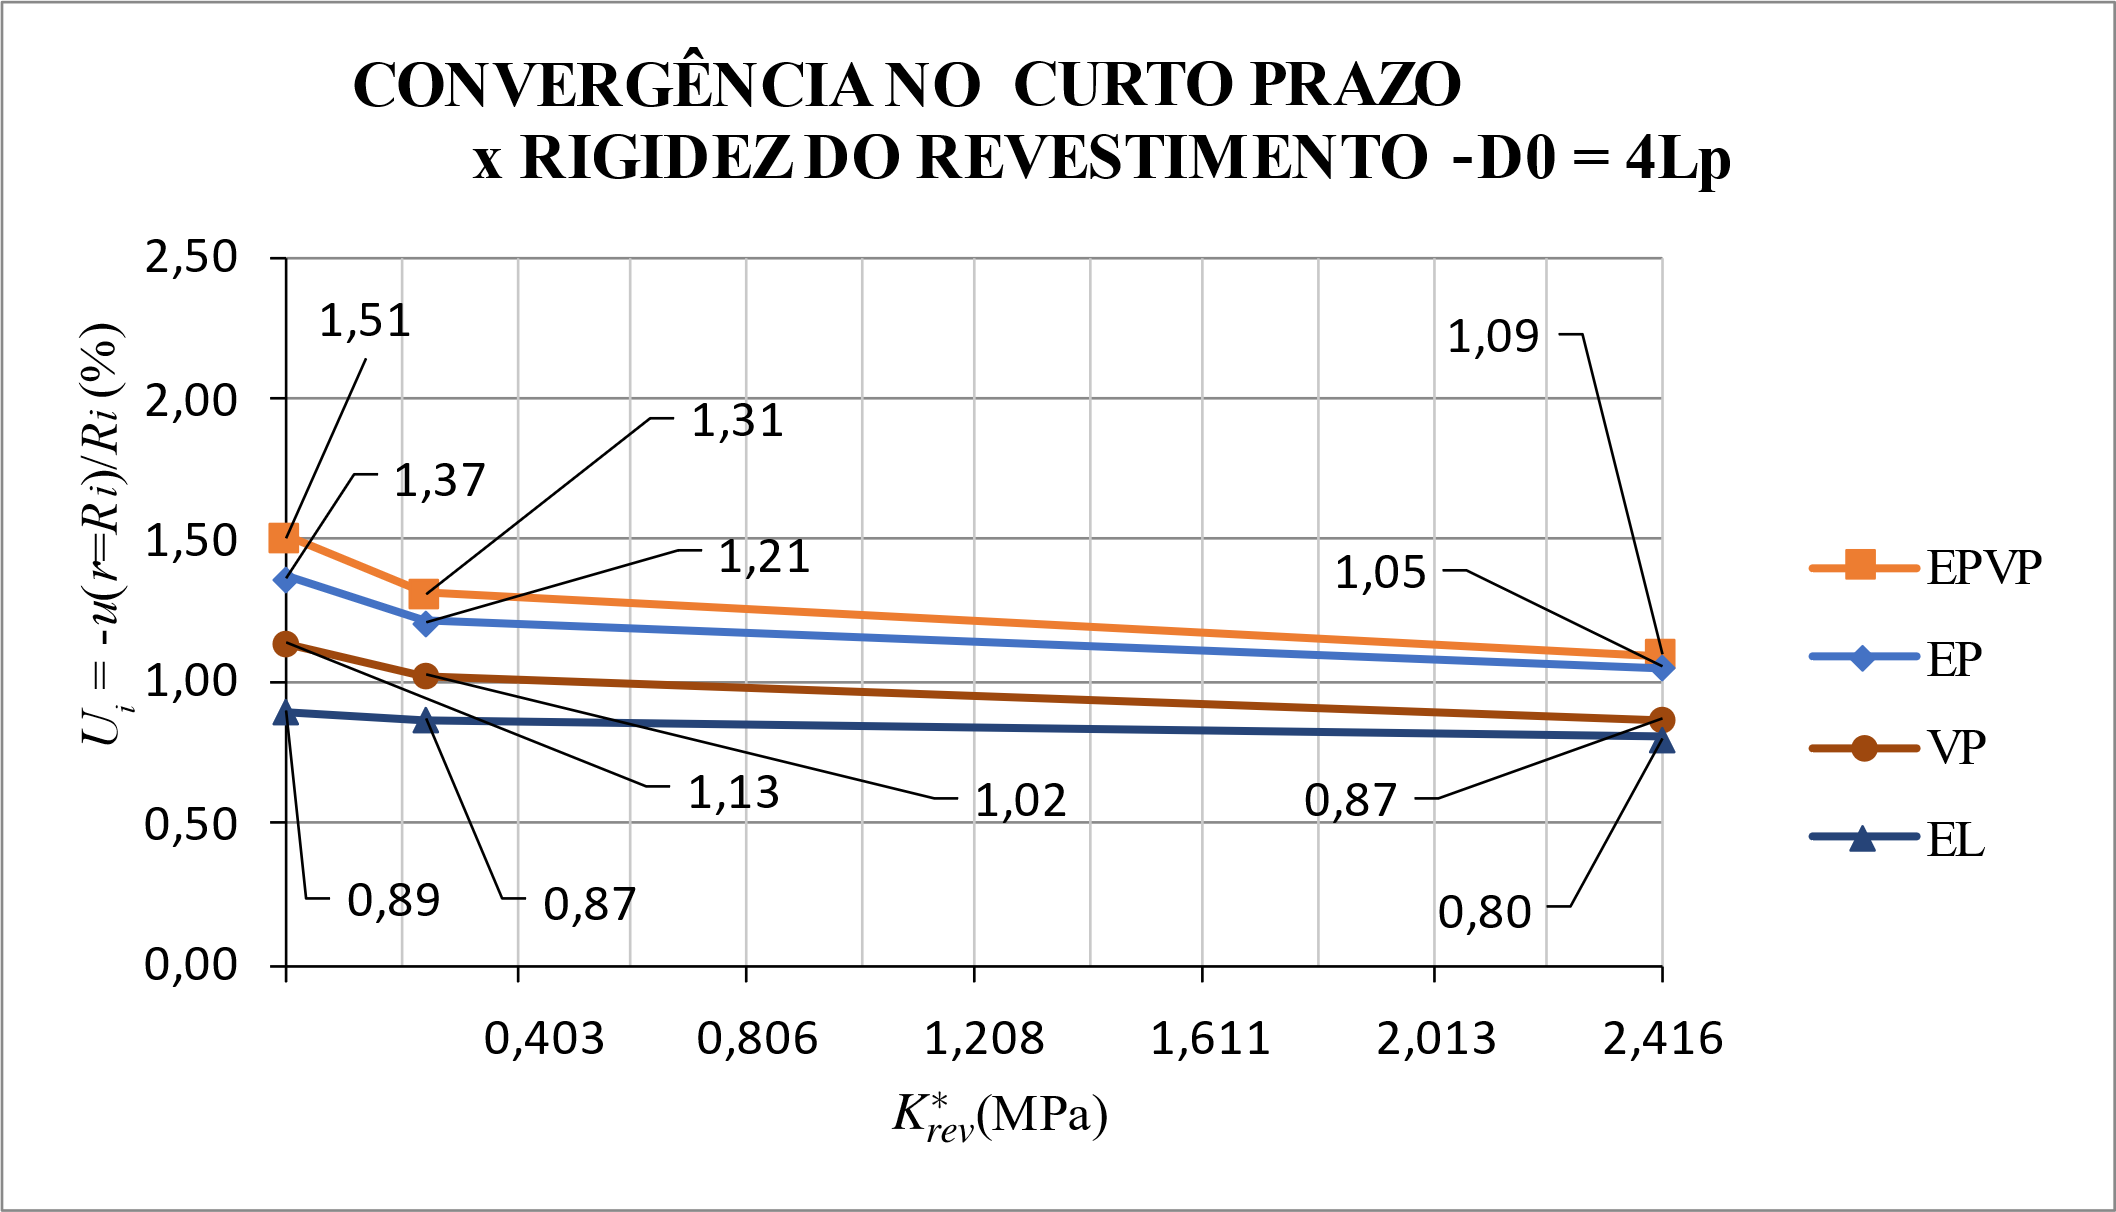 CONVERGÊNCIA NO CURTO PRAZO
x RIGIDEZ DO REVESTIMENTO -D0 = 4Lp
U_i = -u(r=Ri)/Ri (%)
2,50
2,00
1,50
1,00
0,50
0,00
1,51
1,37
1,31
1,21
1,09
1,05
1,13
1,02
0,87
0,89
0,87
0,80
EPVP
EP
VP
EL
0,403 0,806 1,208 1,611 2,013 2,416
K*rev(MPa)